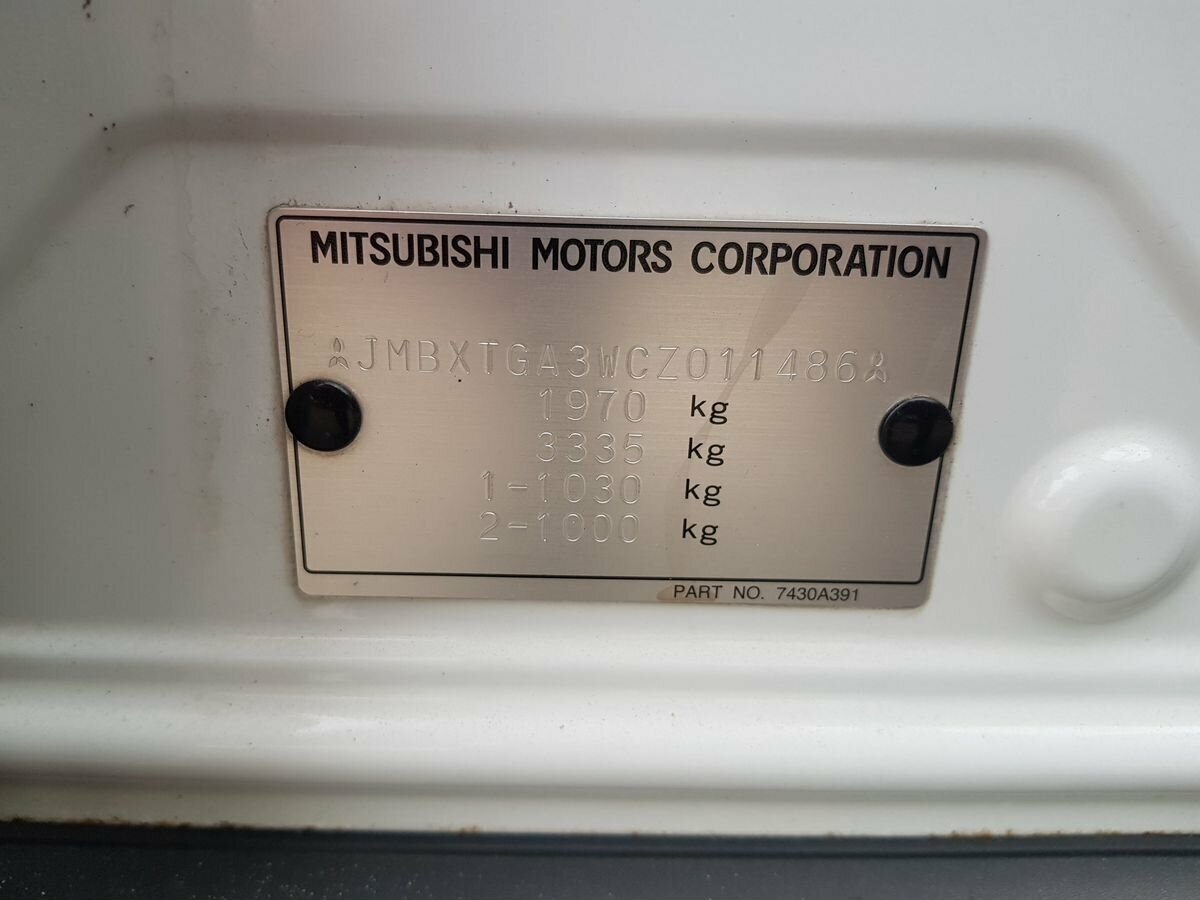 MITSUBISHI MOTORS CORPORATION
JMBXTGA3WCZ011486
1970 kg
3335 kg
1-1030 kg
2-1000 kg
PART NO. 7430A391